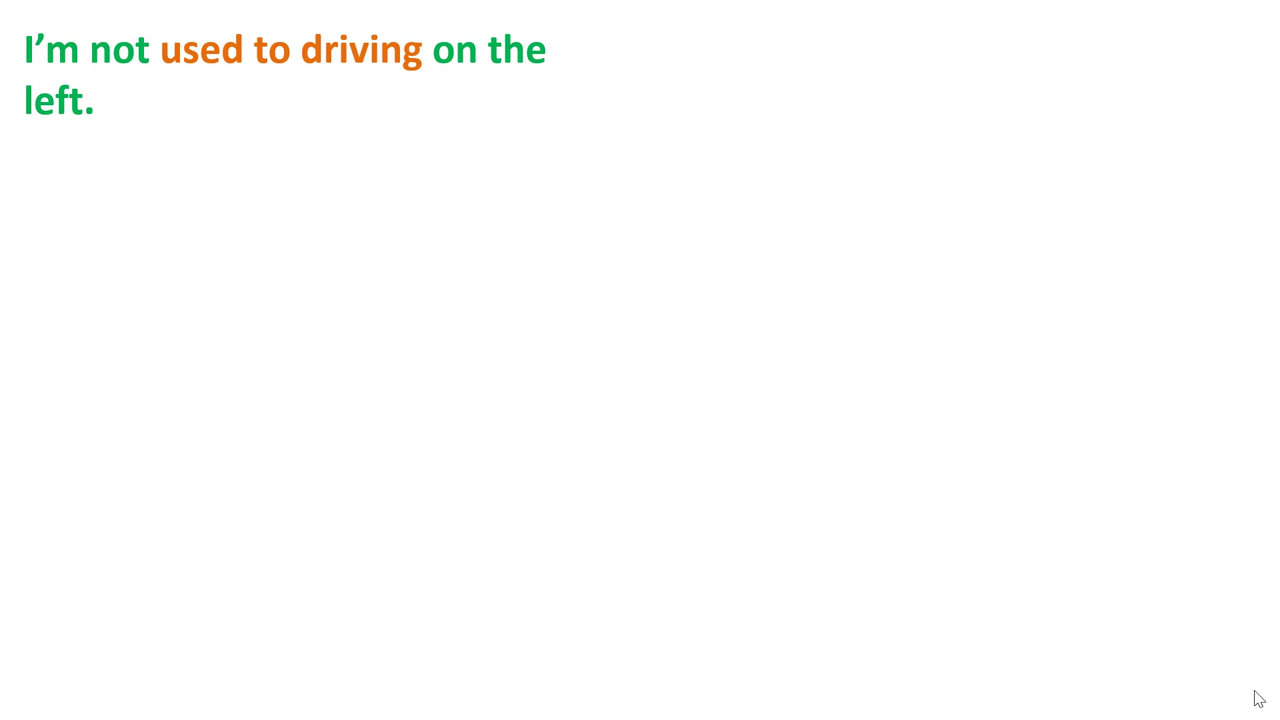 I’m not used to driving on the
left.